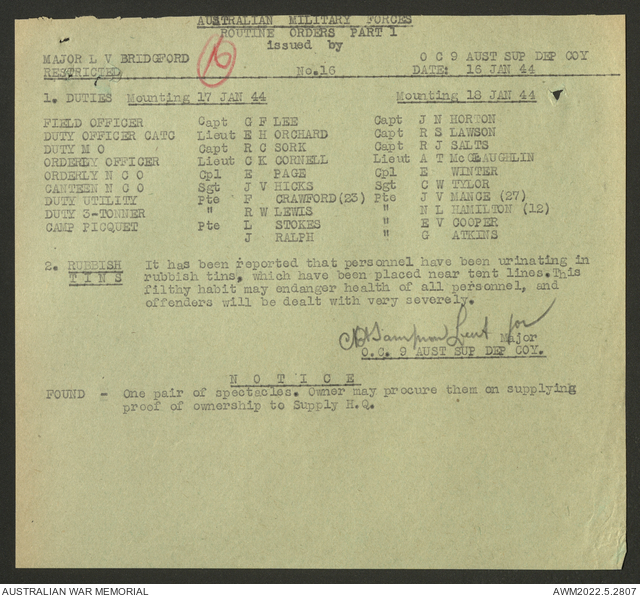 AUSTRALIAN MILITARY FORCES
ROUTINE ORDERS PART 1
issued by
MAJOR L V BRIDGFORD 16 O C 9 AUST SUP DEP COY
RESTRICTED No.16 DATE: 16 JAN 44
1. DUTIES Mounting 17 JAN 44 Mounting 18 JAN 44
FIELD OFFICER Capt G F LEE Capt J N HORTON
DUTY OFFICER CATC Lieut E H ORCHARD Capt R S LAWSON
DUTY M O Capt R C SORK Capt R J SALTS
ORDERLY OFFICER Lieut C K CORNELL Lieut A T McGLAUGHLIN
ORDERLY N C O Cpl E PAGE Cpl E WINTER
CANTEEN N C O Sgt J V HICKS Sgt C W TYLOR
DUTY UTILITY Pte F CRAWFORD(23) Pte J V MANCE (27)
DUTY 3-TONNER " R W LEWIS " N L HAMILTON (12)
CAMP PICQUET Pte L STOKES " E V COOPER
J RALPH " G ATKINS
2. RUBBISH It has been reported that personnel have been urinating in
TINS rubbish tins, which have been placed near tent lines.This
filthy habit may endanger health of all personnel, and
offenders will be dealt with very severely.
Sampson Lieut for
Major
O.C. 9 AUST SUP DEP COY.
N O T I C E
FOUND - One pair of spectacles. Owner may procure them on supplying
proof of ownership to Supply H.Q.
AUSTRALIAN WAR MEMORIAL AWM2022.5.2807